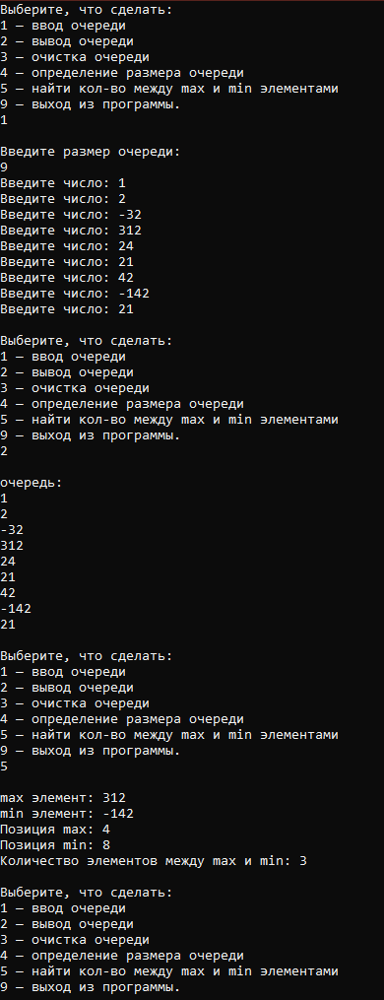 Выберите, что сделать:
1 – ввод очереди
2 – вывод очереди
3 – очистка очереди
4 – определение размера очереди
5 – найти кол-во между max и min элементами
9 – выход из программы.
1
Введите размер очереди:
9
Введите число: 1
Введите число: 2
Введите число: -32
Введите число: 312
Введите число: 24
Введите число: 21
Введите число: 42
Введите число: -142
Введите число: 21
Выберите, что сделать:
1 – ввод очереди
2 – вывод очереди
3 – очистка очереди
4 – определение размера очереди
5 – найти кол-во между max и min элементами
9 – выход из программы.
2
очередь:
1
2
-32
312
24
21
42
-142
21
Выберите, что сделать:
1 – ввод очереди
2 – вывод очереди
3 – очистка очереди
4 – определение размера очереди
5 – найти кол-во между max и min элементами
9 – выход из программы.
5
max элемент: 312
min элемент: -142
Позиция max: 4
Позиция min: 8
Количество элементов между max и min: 3
Выберите, что сделать:
1 – ввод очереди
2 – вывод очереди
3 – очистка очереди
4 – определение размера очереди
5 – найти кол-во между max и min элементами
9 – выход из программы.